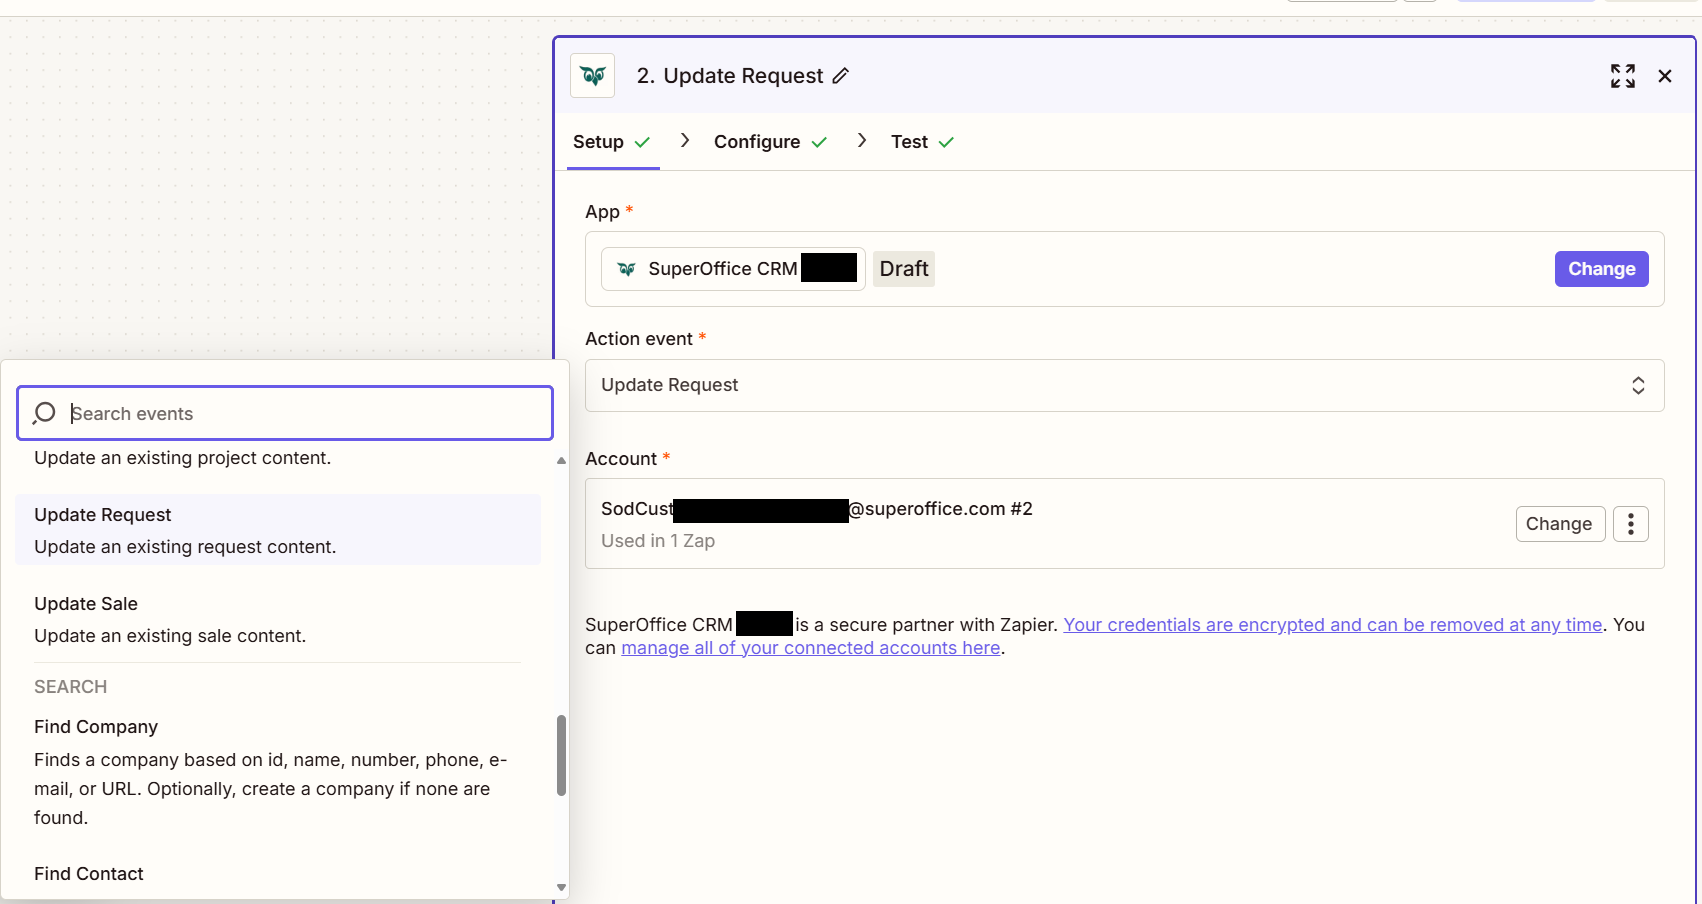 2. Update Request
Setup
Configure
Test
App *
SuperOffice CRM
Draft
Change
Action event *
Update Request
Account *
SodCust
@superoffice.com #2
Used in 1 Zap
Change
SuperOffice CRM
is a secure partner with Zapier. Your credentials are encrypted and can be removed at any time. You
can manage all of your connected accounts here.
Search events
Update an existing project content.
Update Request
Update an existing request content.
Update Sale
Update an existing sale content.
SEARCH
Find Company
Finds a company based on id, name, number, phone, e-
mail, or URL. Optionally, create a company if none are
found.
Find Contact